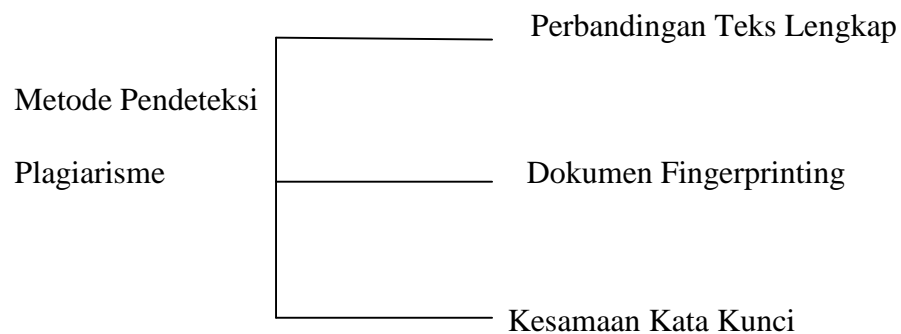 Perbandingan Teks Lengkap
Metode Pendeteksi
Plagiarisme
Dokumen Fingerprinting
Kesamaan Kata Kunci